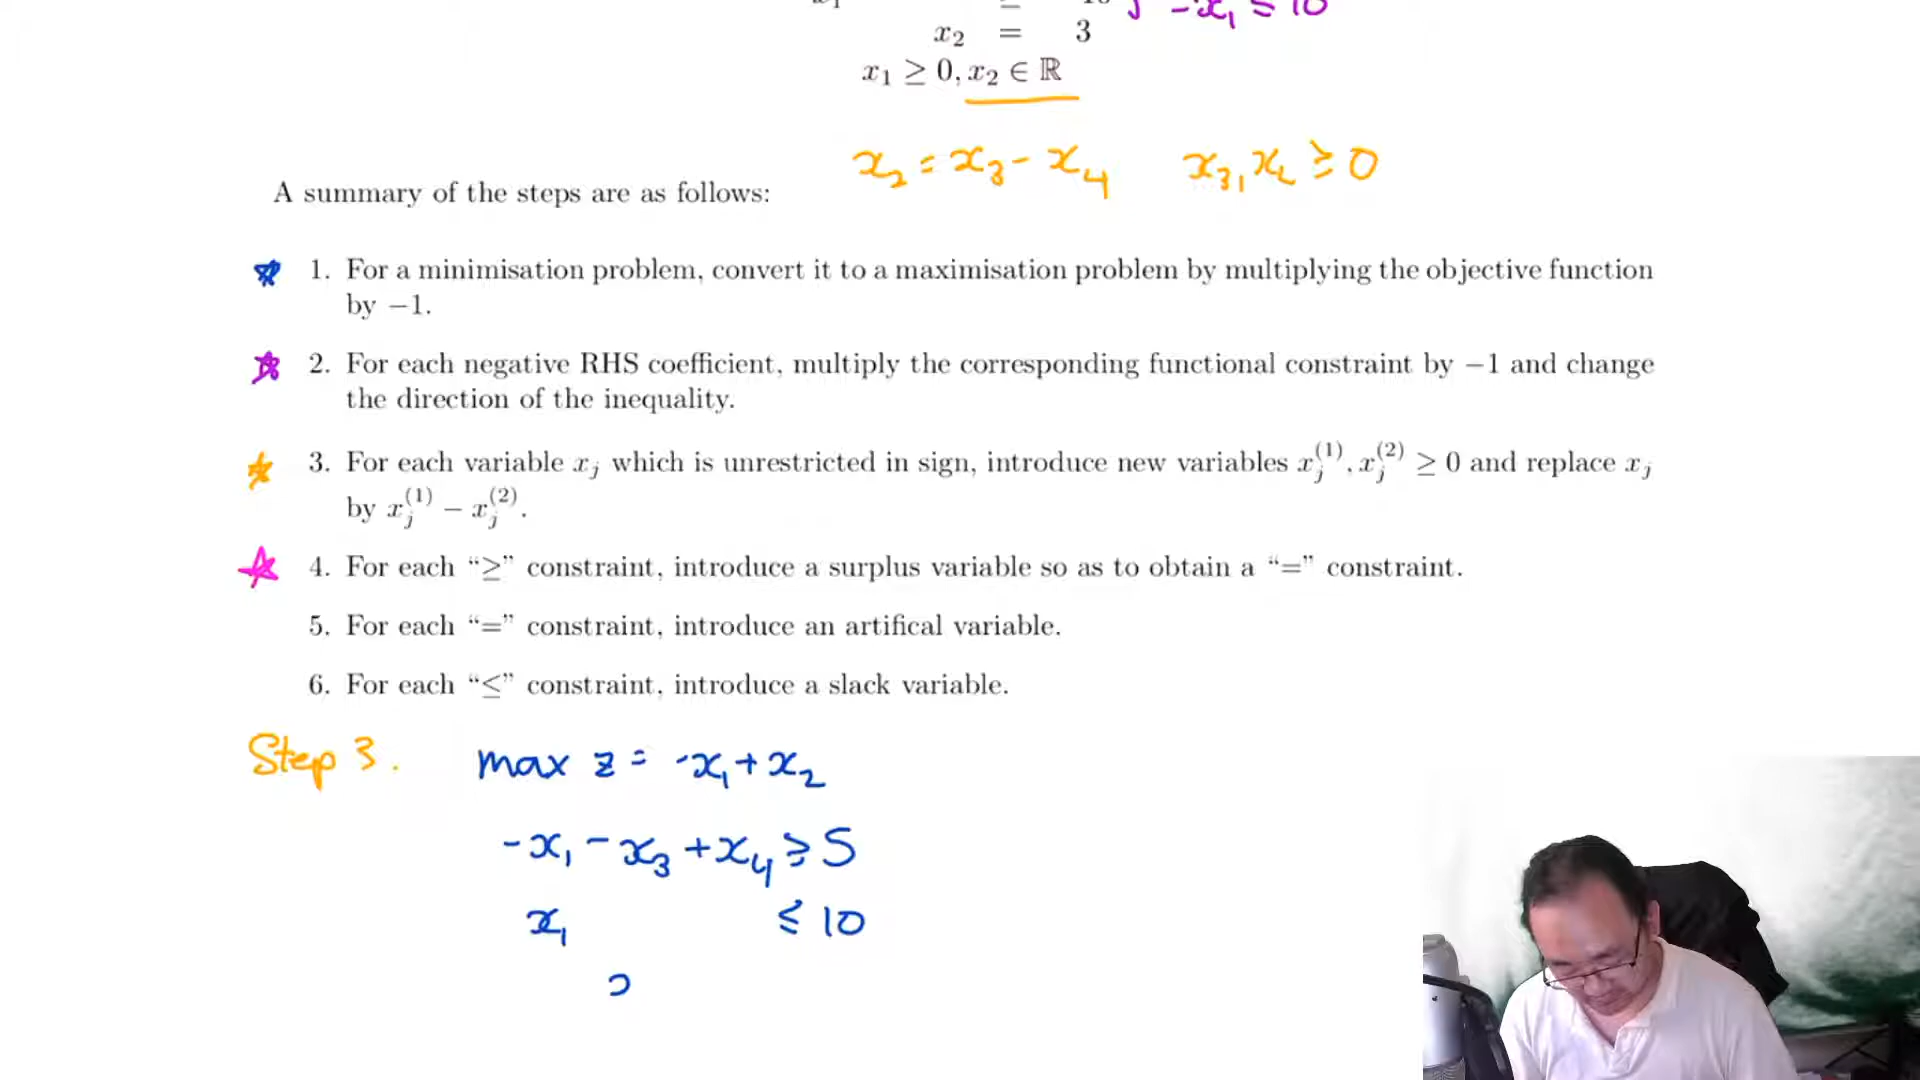 -x₁ ≤ 10
x₂ = 3
x₁ ≥ 0, x₂ ∈ ℝ
x₂ = x₃ - x₄ x₃, x₄ ≥ 0
A summary of the steps are as follows:
1. For a minimisation problem, convert it to a maximisation problem by multiplying the objective function
by −1.
2. For each negative RHS coefficient, multiply the corresponding functional constraint by −1 and change
the direction of the inequality.
3. For each variable xⱼ which is unrestricted in sign, introduce new variables xⱼ⁽¹⁾, xⱼ⁽²⁾ ≥ 0 and replace xⱼ
by xⱼ⁽¹⁾ − xⱼ⁽²⁾.
4. For each “≥” constraint, introduce a surplus variable so as to obtain a “=” constraint.
5. For each “=” constraint, introduce an artifical variable.
6. For each “≤” constraint, introduce a slack variable.
Step 3. max z = -x₁ + x₂
-x₁ - x₃ + x₄ ≥ 5
x₁ ≤ 10